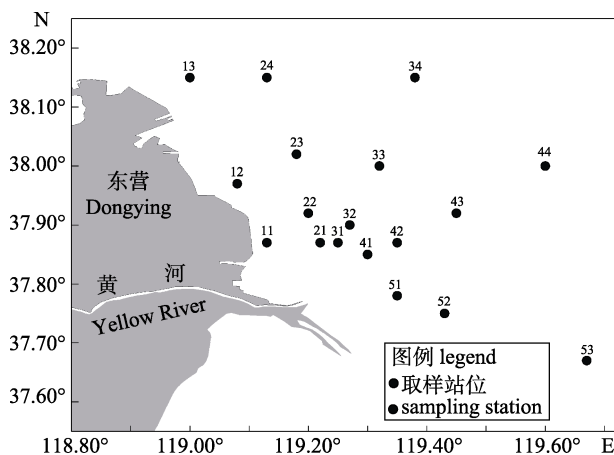 N
38.20°
13
24
34
38.10°
23
38.00°
33
44
12
东营
Dongying
22
32
43
37.90°
11
21
31
41
42
37.80°
黄 河
51
52
Yellow River
37.70°
53
图例 legend
取样站位
sampling station
37.60°
118.80° 119.00° 119.20° 119.40° 119.60° E